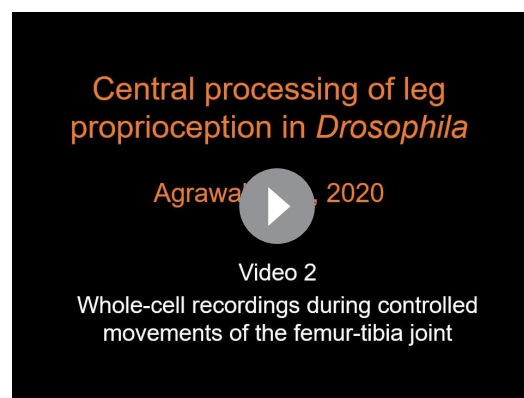 Central processing of leg
proprioception in Drosophila
Agrawa , 2020
Video 2
Whole-cell recordings during controlled
movements of the femur-tibia joint